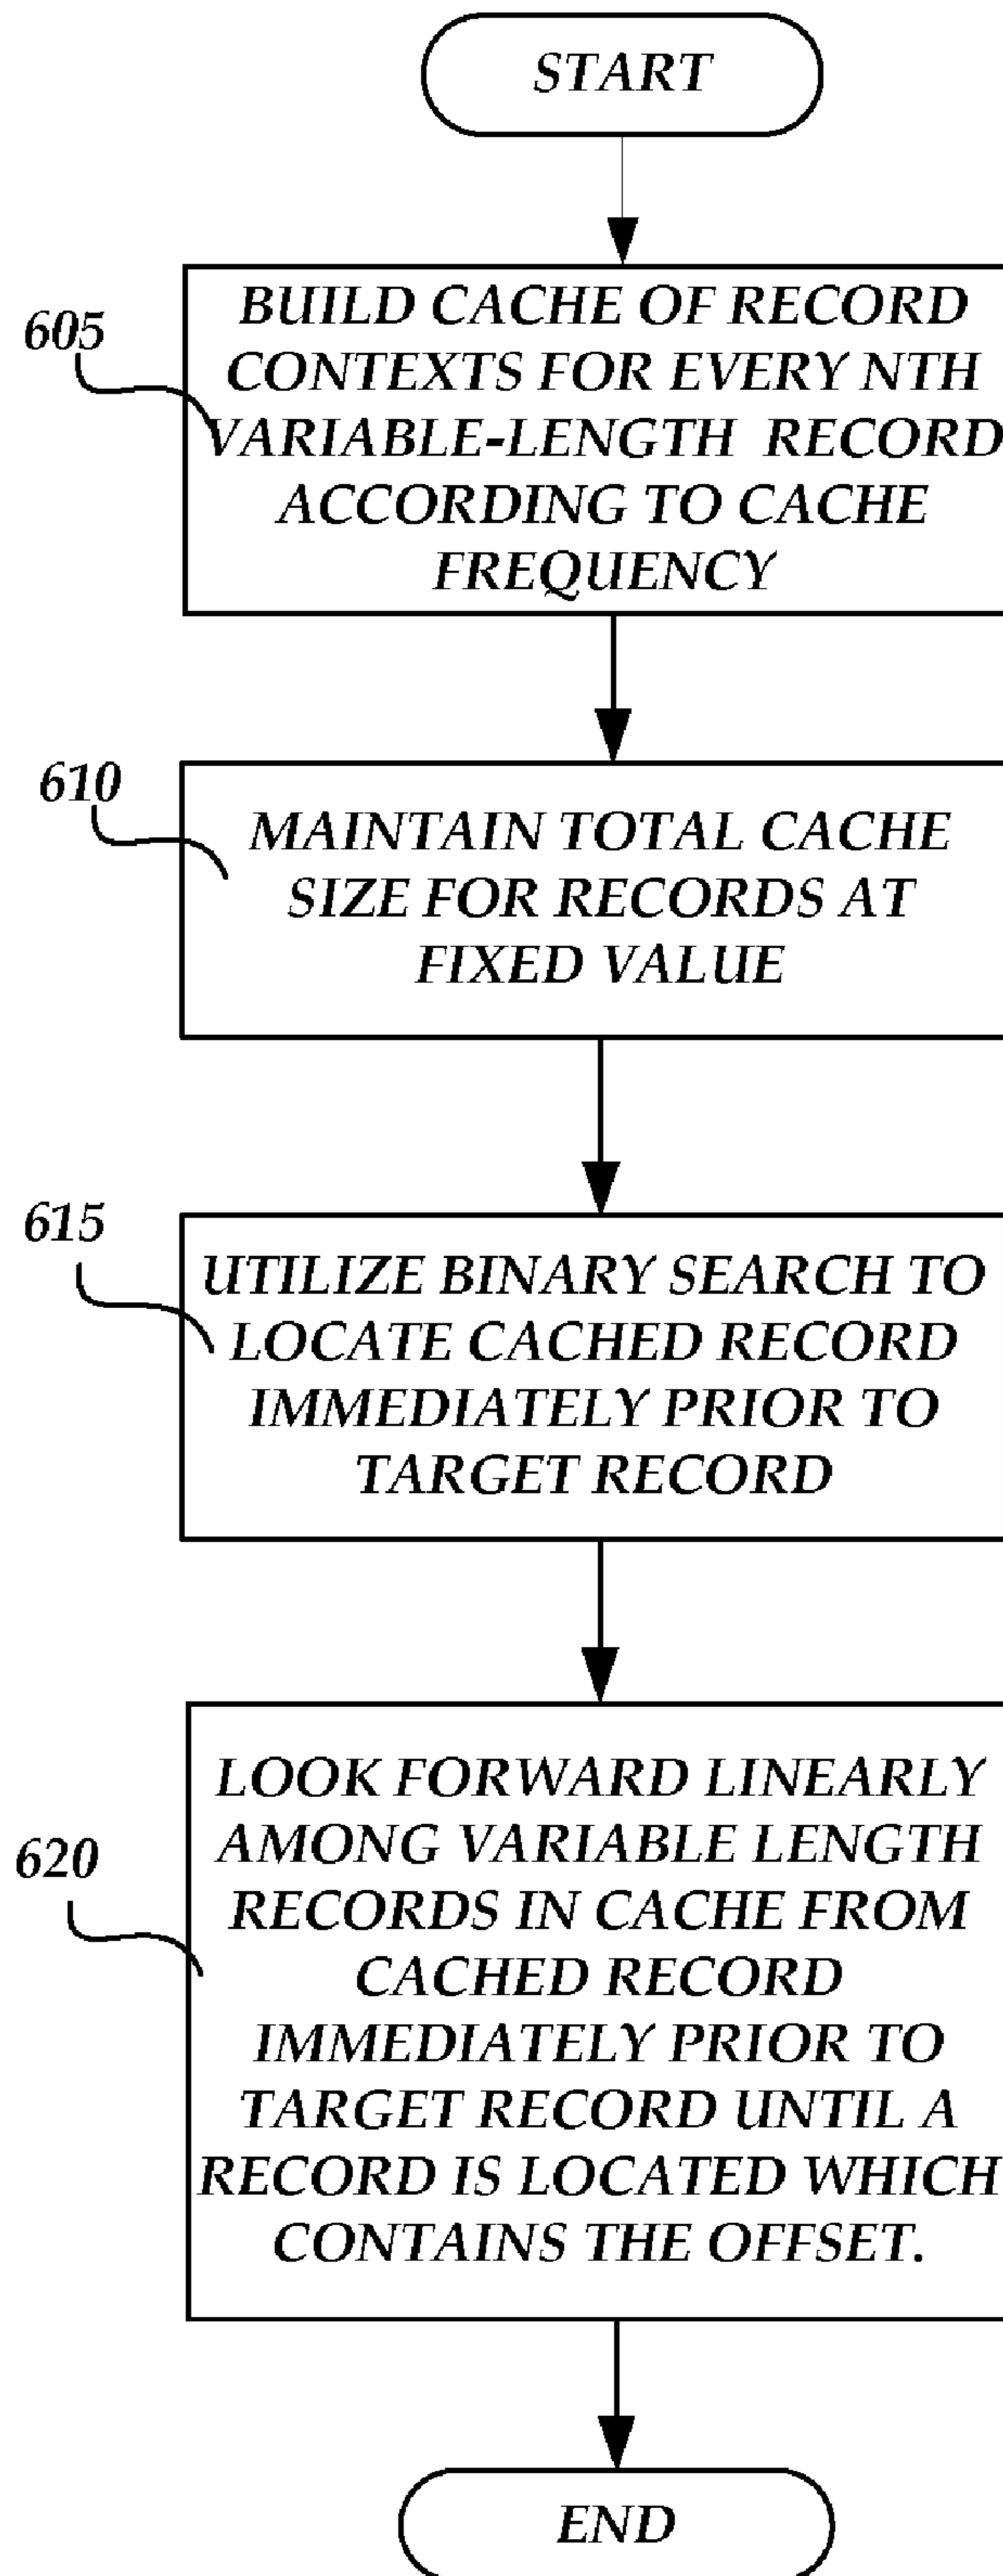 START
605
BUILD CACHE OF RECORD
CONTEXTS FOR EVERY NTH
VARIABLE-LENGTH RECORD
ACCORDING TO CACHE
FREQUENCY
610
MAINTAIN TOTAL CACHE
SIZE FOR RECORDS AT
FIXED VALUE
615
UTILIZE BINARY SEARCH TO
LOCATE CACHED RECORD
IMMEDIATELY PRIOR TO
TARGET RECORD
620
LOOK FORWARD LINEARLY
AMONG VARIABLE LENGTH
RECORDS IN CACHE FROM
CACHED RECORD
IMMEDIATELY PRIOR TO
TARGET RECORD UNTIL A
RECORD IS LOCATED WHICH
CONTAINS THE OFFSET.
END